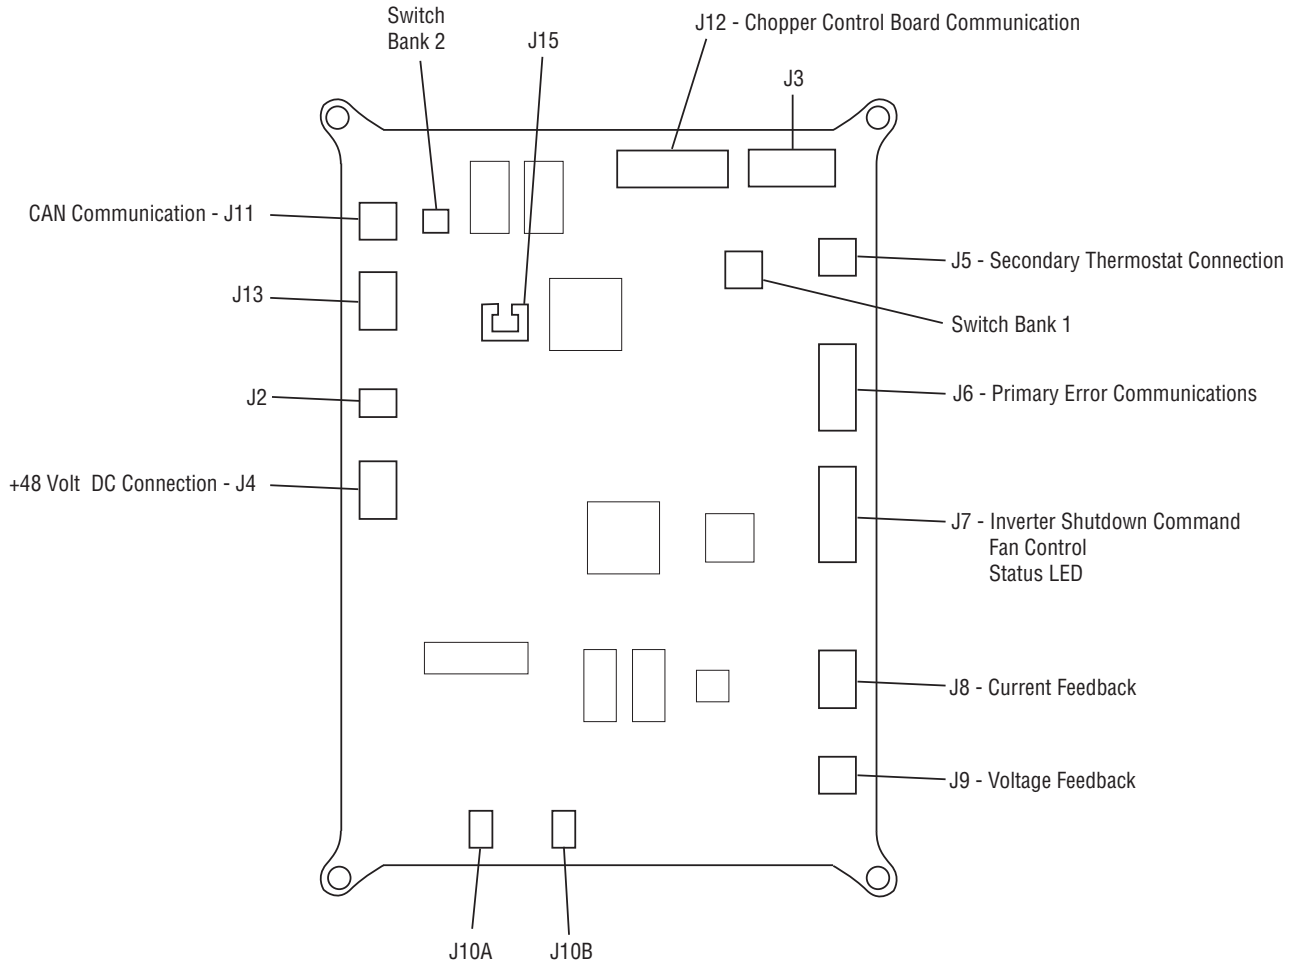 Switch
Bank 2
J15
J12 - Chopper Control Board Communication
J3
CAN Communication - J11
J13
J2
+48 Volt DC Connection - J4
J5 - Secondary Thermostat Connection
Switch Bank 1
J6 - Primary Error Communications
J7 - Inverter Shutdown Command
Fan Control
Status LED
J8 - Current Feedback
J9 - Voltage Feedback
J10A
J10B